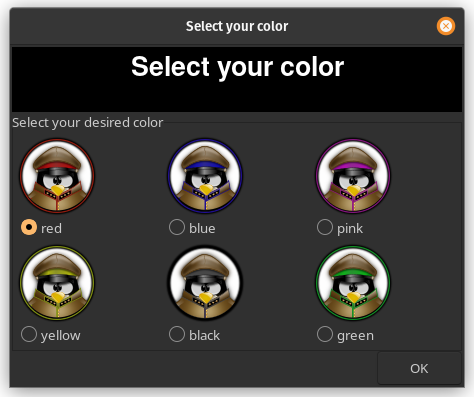 Select your color
Select your color
Select your desired color
red
blue
pink
yellow
black
green
OK